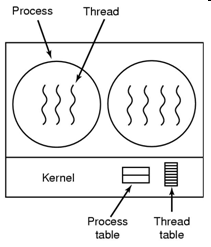 Process
Thread
Kernel
Process
table
Thread
table